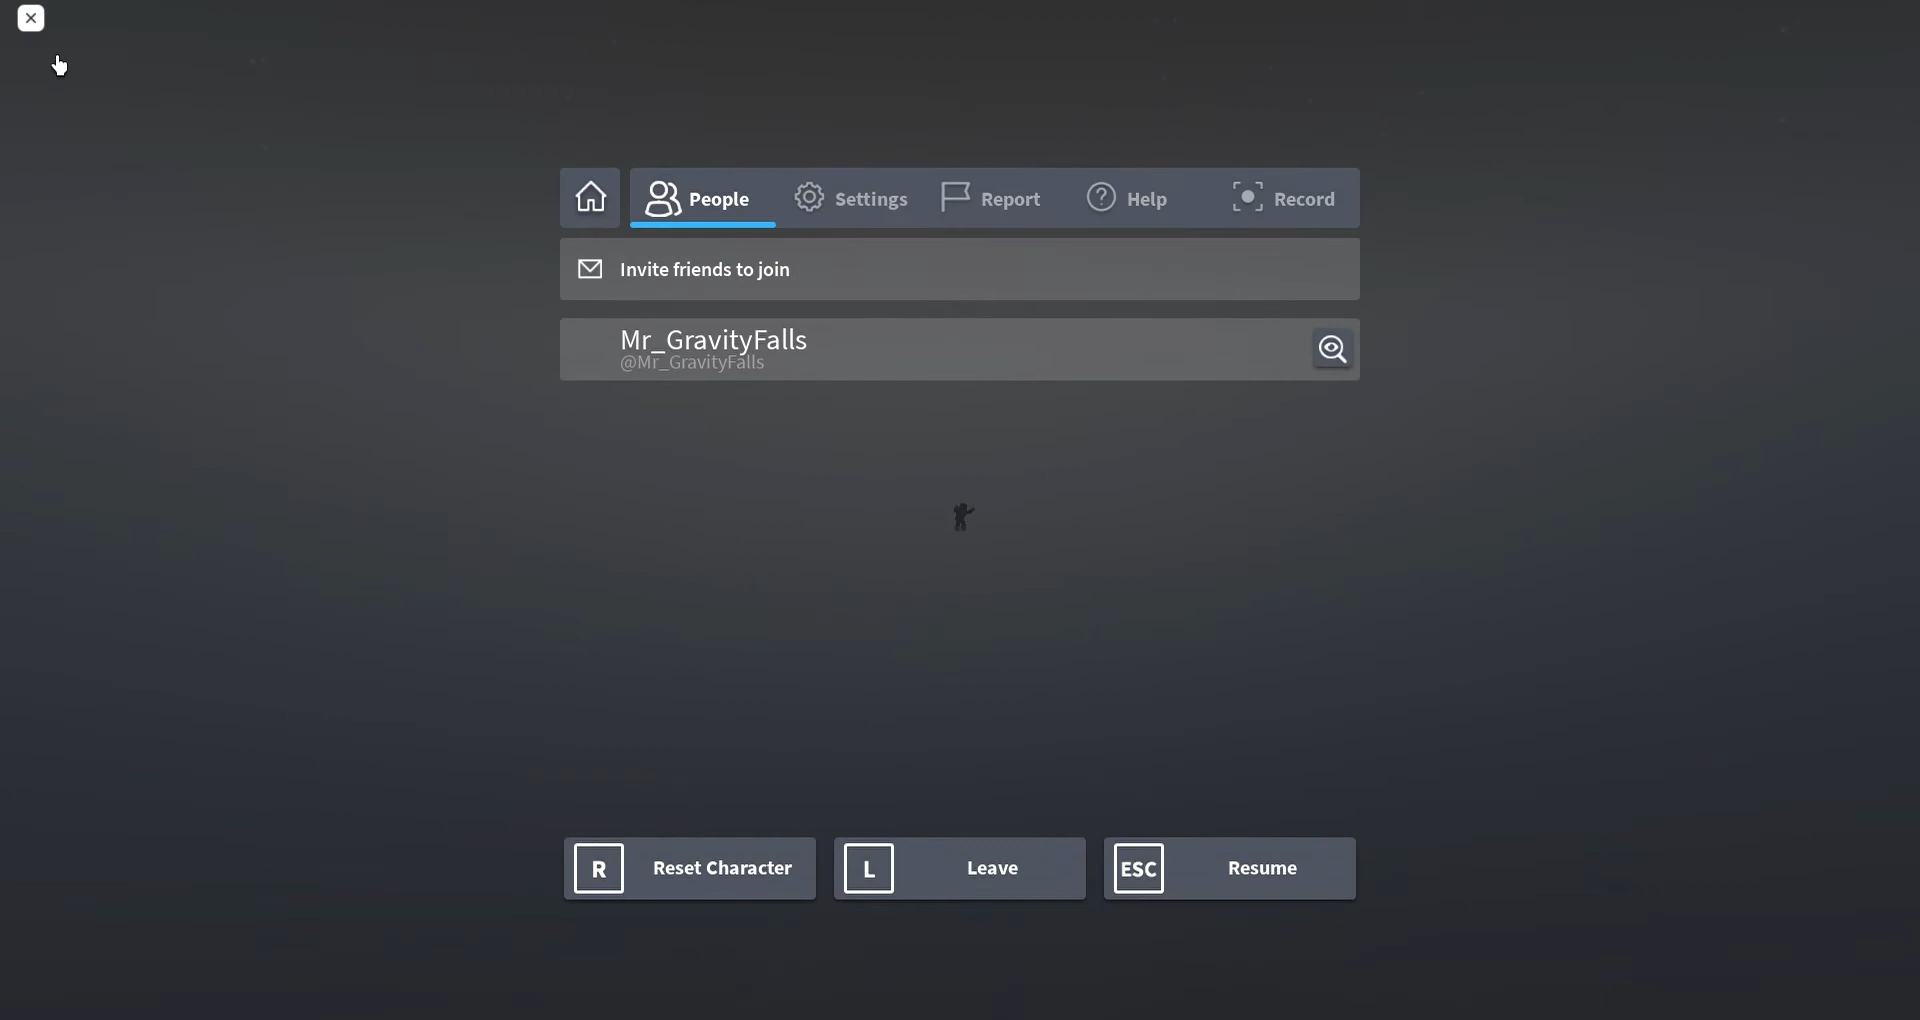 People
Settings
Report
Help
Record
Invite friends to join
Mr_GravityFalls
@Mr_GravityFalls
R Reset Character
L Leave
ESC Resume